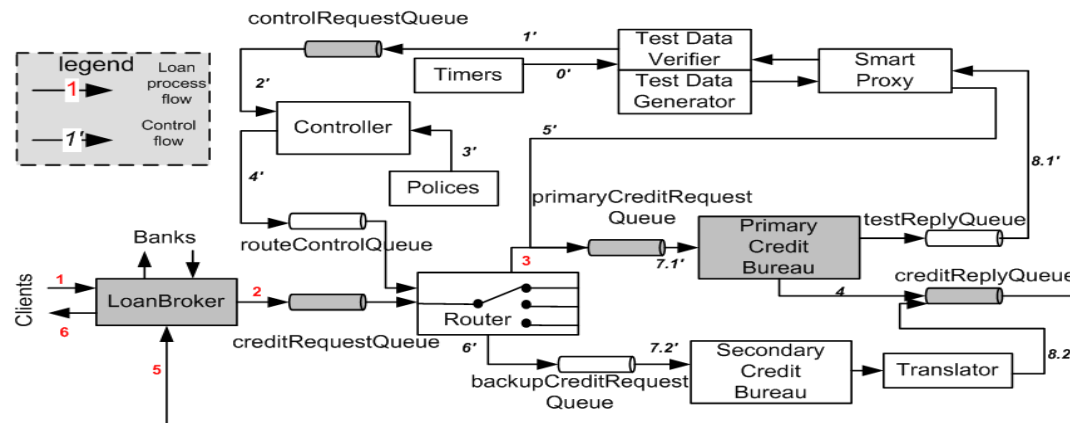 controlRequestQueue
legend
1
Loan
process
flow
1'
Control
flow
1'
Timers
0'
Test Data
Verifier
Test Data
Generator
Smart
Proxy
2'
Controller
3'
Polices
4'
5'
8.1'
routeControlQueue
primaryCreditRequest
Queue
7.1'
Primary
Credit
Bureau
testReplyQueue
creditReplyQueue
4
Banks
Clients
1
6
LoanBroker
2
creditRequestQueue
3
Router
5
6'
backupCreditRequest
Queue
7.2'
Secondary
Credit
Bureau
Translator
8.2